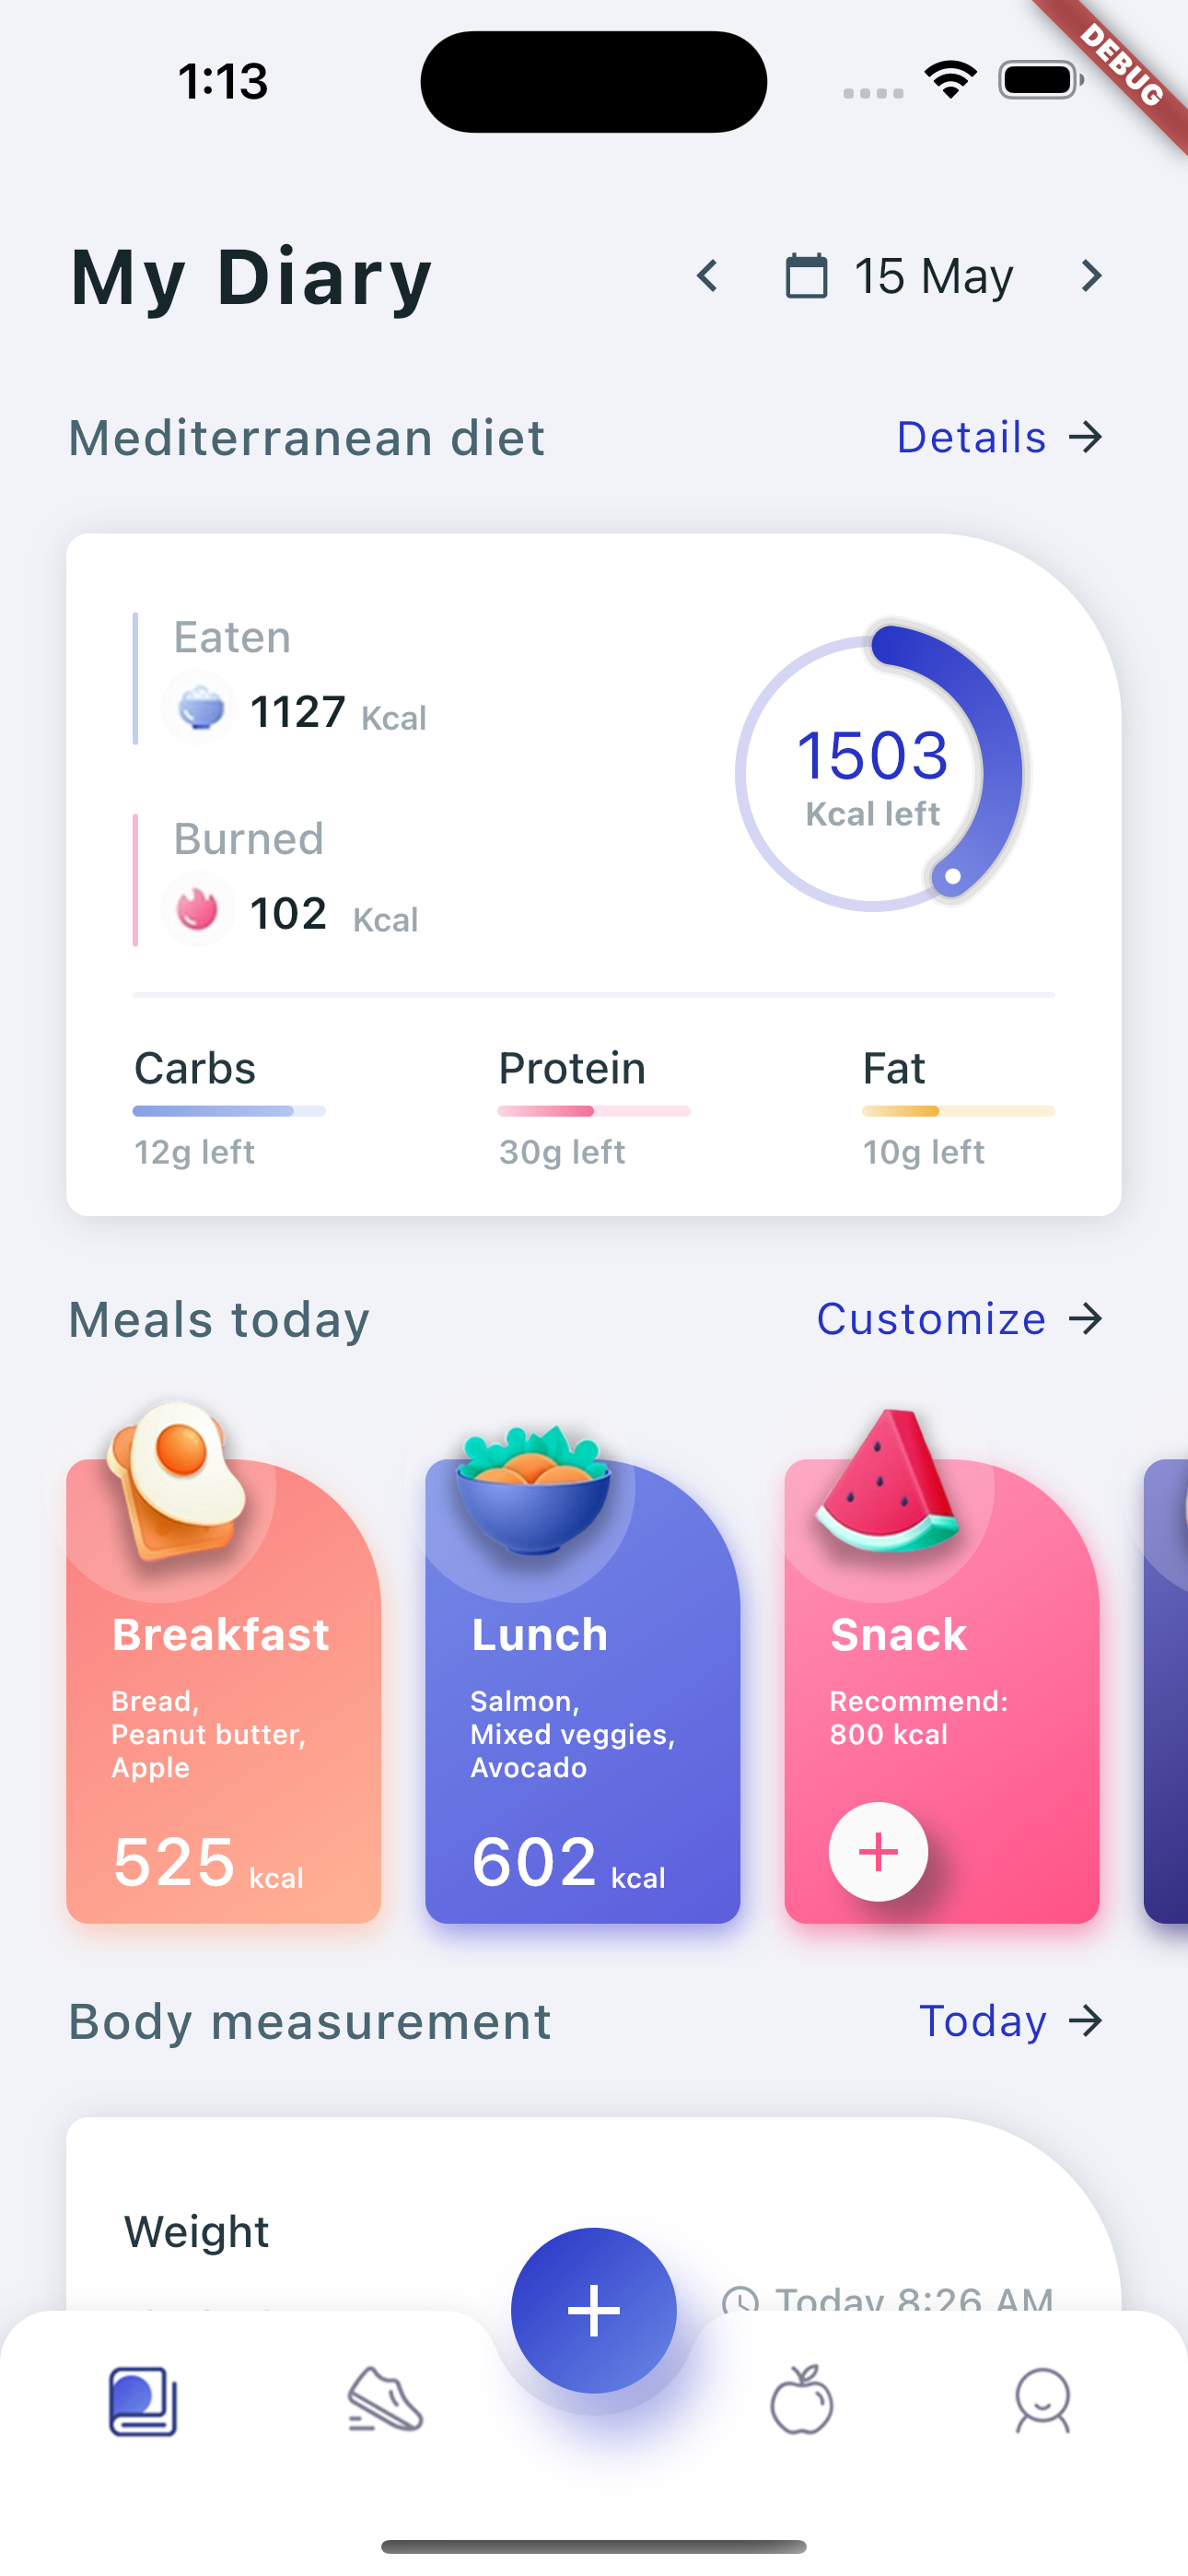 1:13
DEBUG
My Diary
15 May
Mediterranean diet
Details
Eaten
1127 Kcal
1503
Kcal left
Burned
102 Kcal
Carbs
Protein
Fat
12g left
30g left
10g left
Meals today
Customize
Breakfast
Bread,
Peanut butter,
Apple
525 kcal
Lunch
Salmon,
Mixed veggies,
Avocado
602 kcal
Snack
Recommend:
800 kcal
Body measurement
Today
Weight
Today 8:26 AM